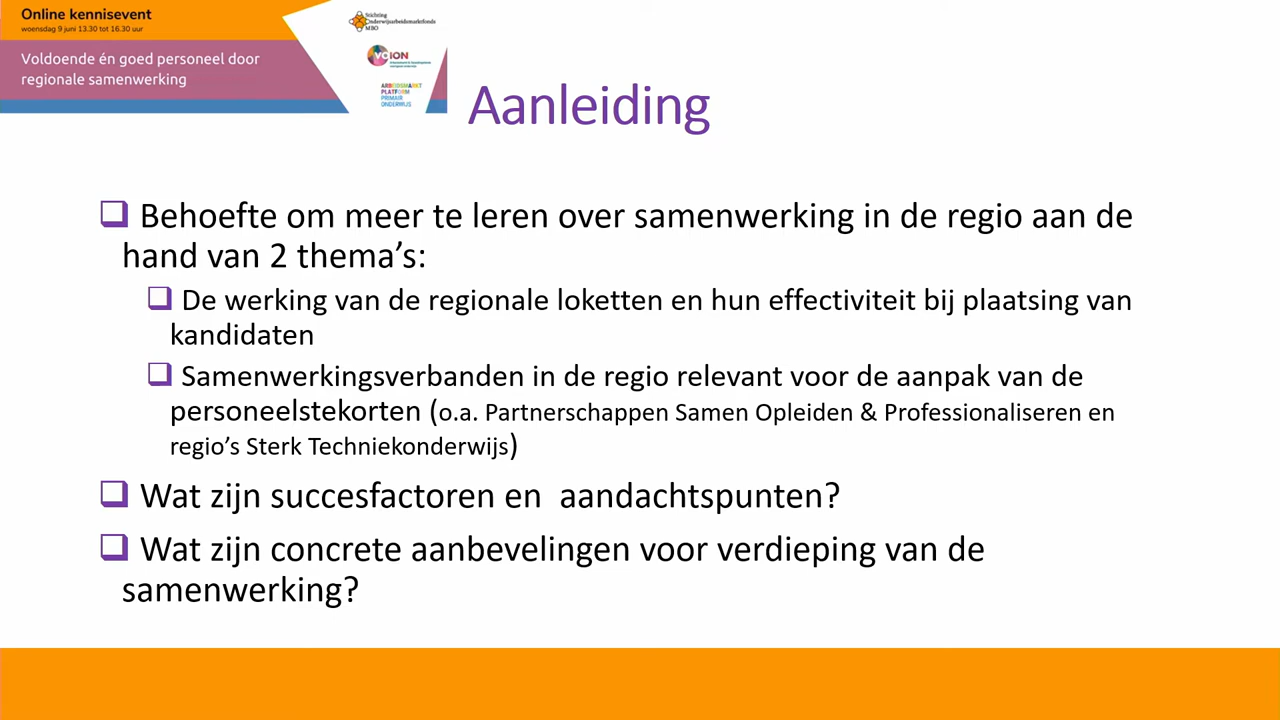 Online kennisevent
woensdag 9 juni 13.30 tot 16.30 uur
Voldoende én goed personeel door
regionale samenwerking
Stichting
Onderwijsarbeidsmarktfonds
MBO
VOION
ARBEIDSMARKT
PLATFORM
PRIMAIR
ONDERWIJS
Aanleiding
Behoefte om meer te leren over samenwerking in de regio aan de
hand van 2 thema’s:
De werking van de regionale loketten en hun effectiviteit bij plaatsing van
kandidaten
Samenwerkingsverbanden in de regio relevant voor de aanpak van de
personeelstekorten (o.a. Partnerschappen Samen Opleiden & Professionaliseren en
regio’s Sterk Techniekonderwijs)
Wat zijn succesfactoren en  aandachtspunten?
Wat zijn concrete aanbevelingen voor verdieping van de
samenwerking?